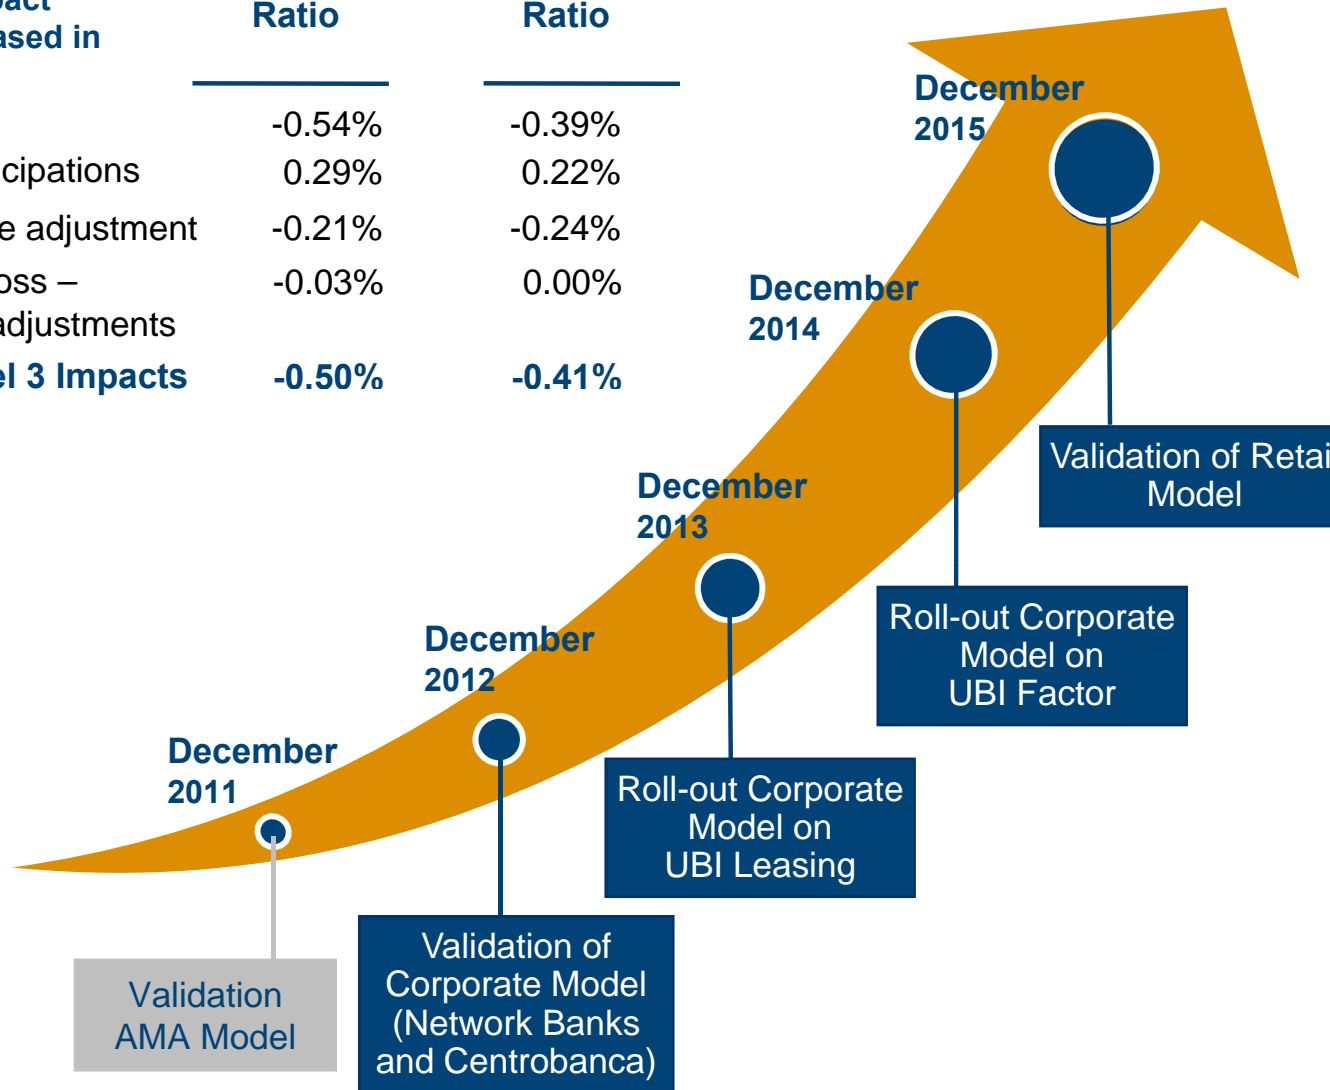 Ratio Ratio
ased in
-0.54% -0.39%
cipations 0.29% 0.22%
e adjustment -0.21% -0.24%
oss – -0.03% 0.00%
adjustments
el 3 Impacts -0.50% -0.41%
December
2015
December
2014
Validation of Retai
Model
December
2013
Roll-out Corporate
Model on
UBI Factor
December
2012
Roll-out Corporate
Model on
UBI Leasing
December
2011
Validation of
Corporate Model
(Network Banks
and Centrobanca)
Validation
AMA Model